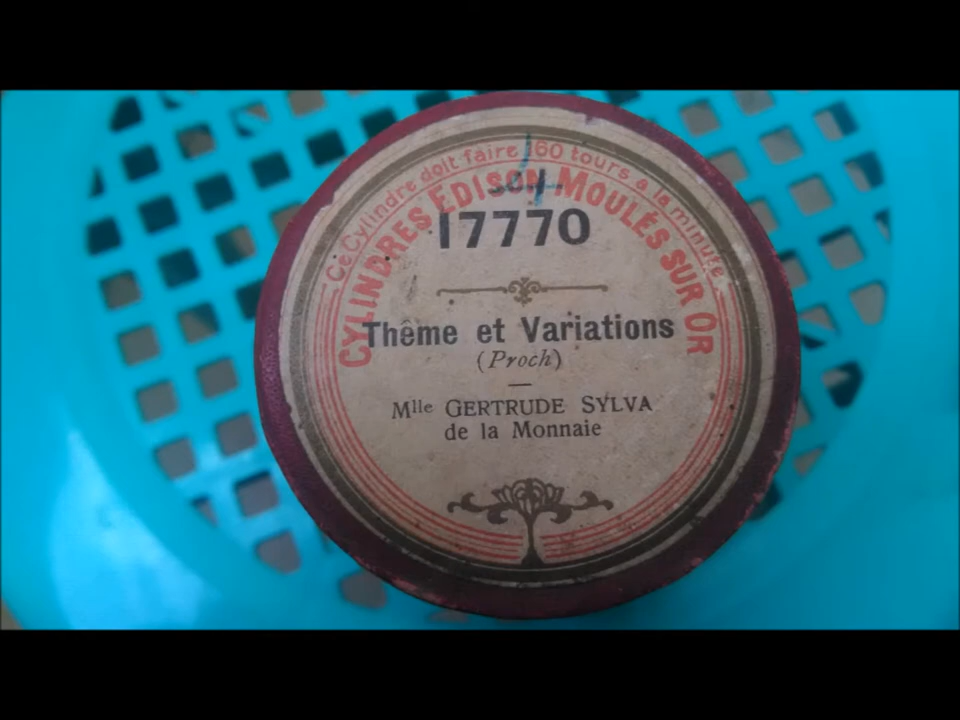 Ce Cylindre doit faire 160 tours à la minute
CYLINDRES EDISON MOULÉS SUR OR
17770
Thême et Variations
(Proch)
Mlle GERTRUDE SYLVA
de la Monnaie